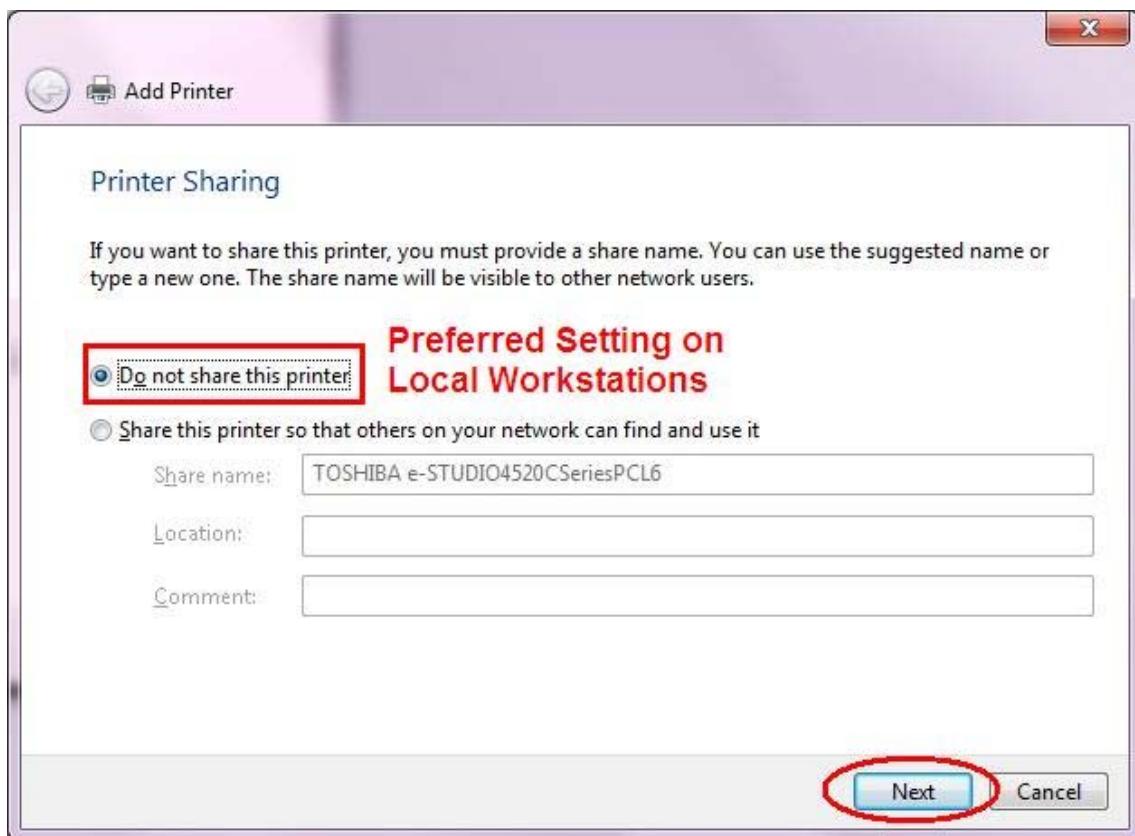 Add Printer
Printer Sharing
If you want to share this printer, you must provide a share name. You can use the suggested name or
type a new one. The share name will be visible to other network users.
Preferred Setting on
Local Workstations
Do not share this printer
Share this printer so that others on your network can find and use it
Share name: TOSHIBA e-STUDIO4520CSeriesPCL6
Location:
Comment:
Next Cancel